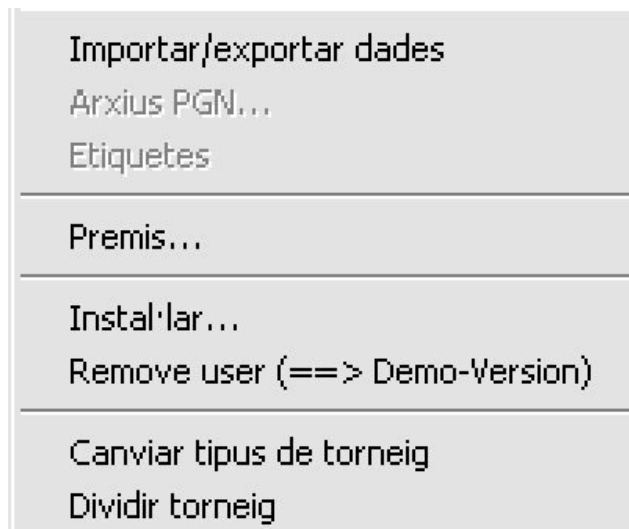 Importar/exportar dades
Arxius PGN...
Etiquetes
Premis...
Instal·lar...
Remove user (==> Demo-Version)
Canviar tipus de torneig
Dividir torneig